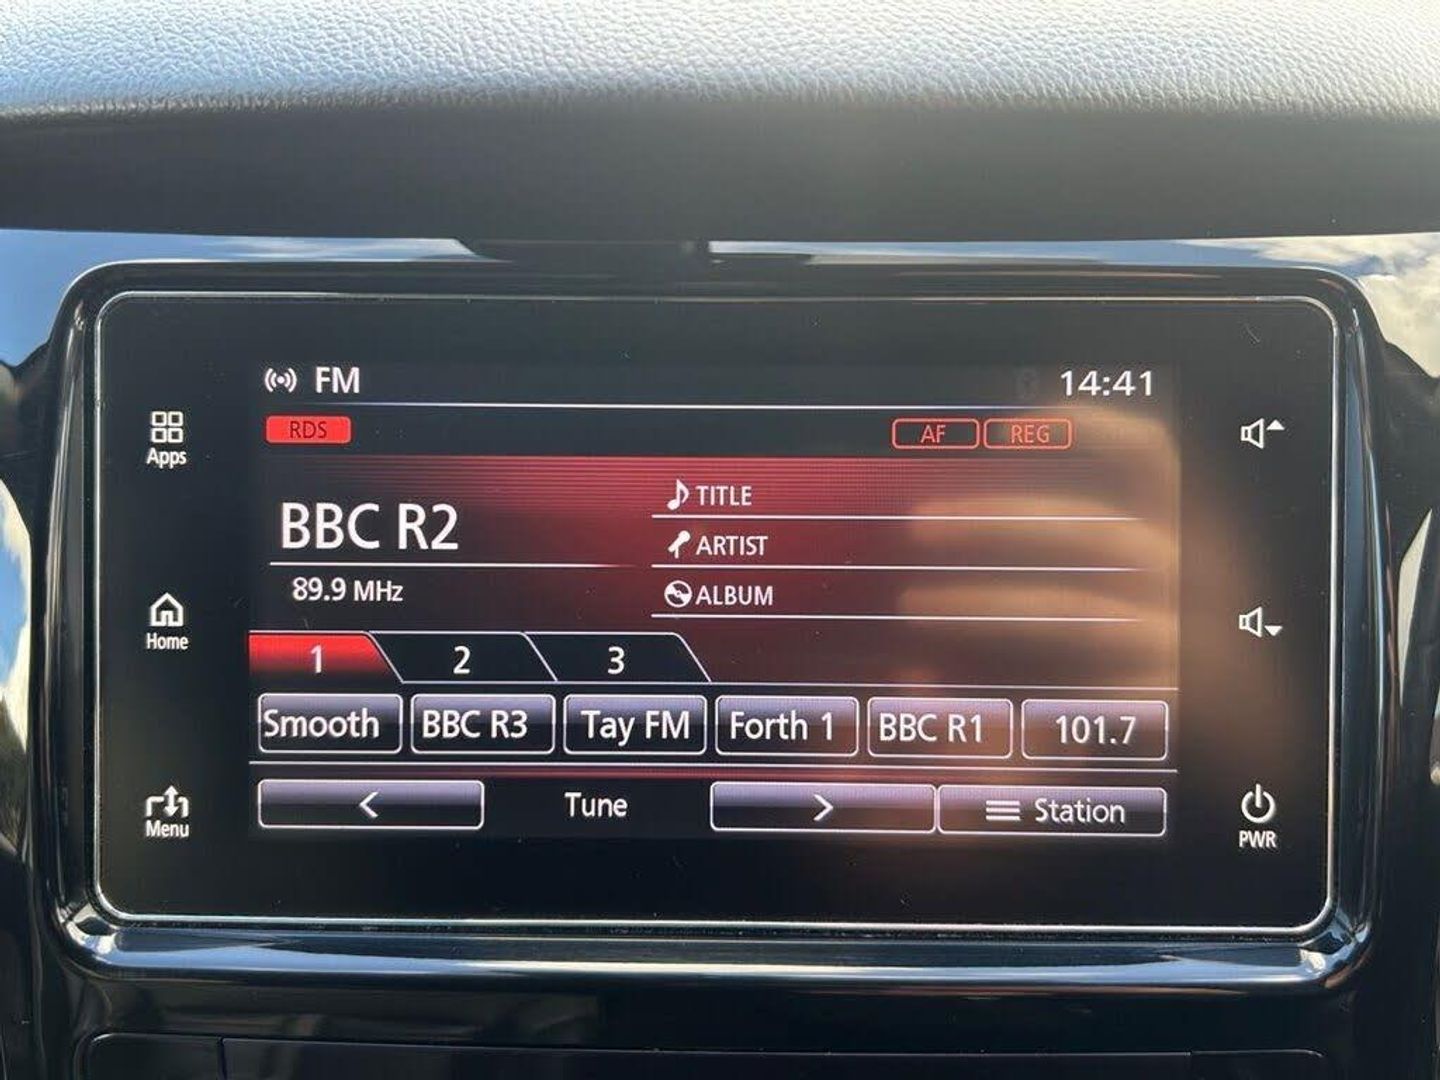 FM 14:41
RDS AF REG
Apps
TITLE
BBC R2
ARTIST
89.9 MHz
ALBUM
Home
1 2 3
Smooth BBC R3 Tay FM Forth 1 BBC R1 101.7
< Tune > Station
Menu
PWR